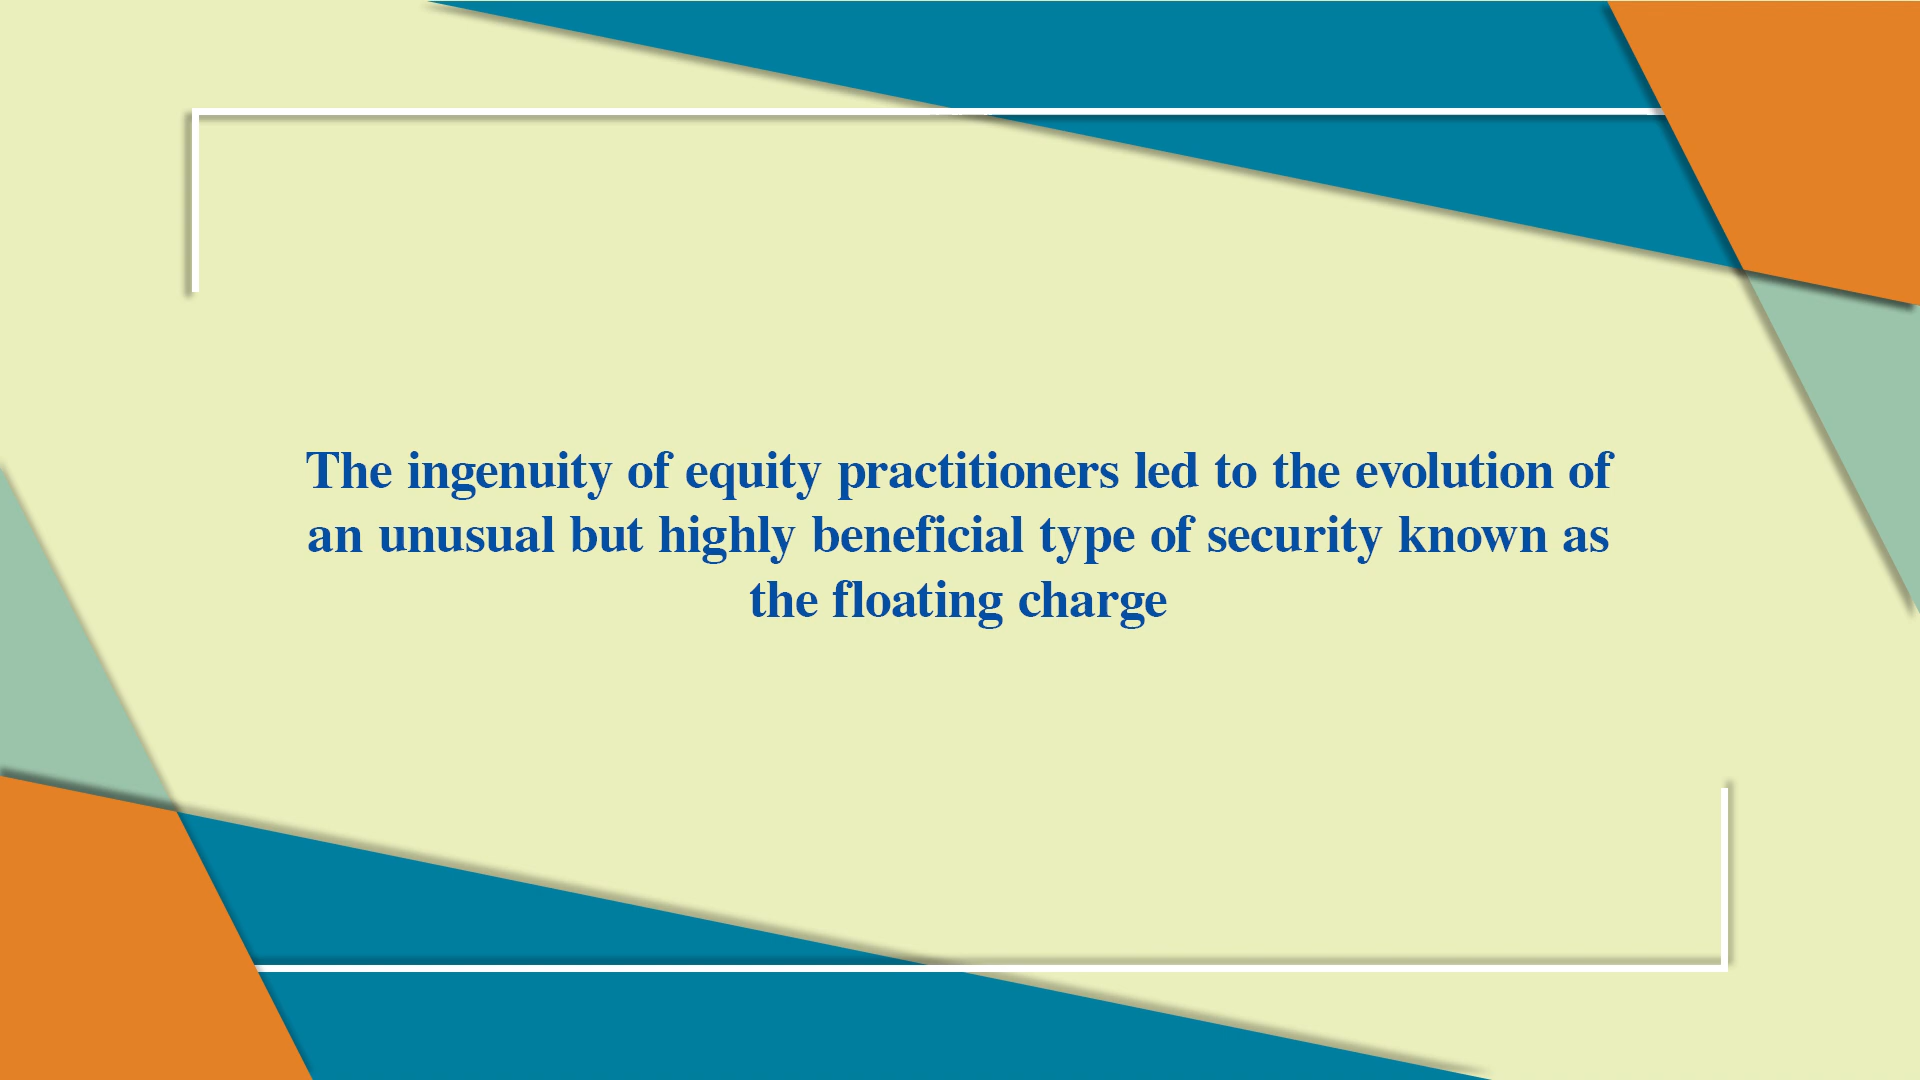 The ingenuity of equity practitioners led to the evolution of
an unusual but highly beneficial type of security known as
the floating charge